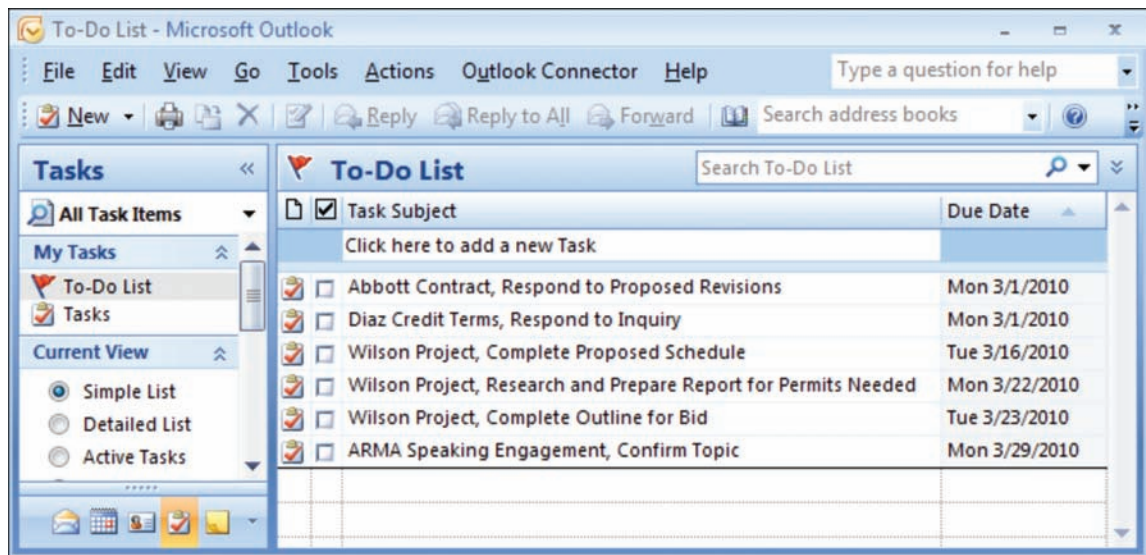 To-Do List - Microsoft Outlook
File Edit View Go Tools Actions Outlook Connector Help Type a question for help
New Reply Reply to All Forward Search address books
Tasks
All Task Items
My Tasks
To-Do List
Tasks
Current View
Simple List
Detailed List
Active Tasks
To-Do List Search To-Do List
Task Subject Due Date
Click here to add a new Task
Abbott Contract, Respond to Proposed Revisions Mon 3/1/2010
Diaz Credit Terms, Respond to Inquiry Mon 3/1/2010
Wilson Project, Complete Proposed Schedule Tue 3/16/2010
Wilson Project, Research and Prepare Report for Permits Needed Mon 3/22/2010
Wilson Project, Complete Outline for Bid Tue 3/23/2010
ARMA Speaking Engagement, Confirm Topic Mon 3/29/2010